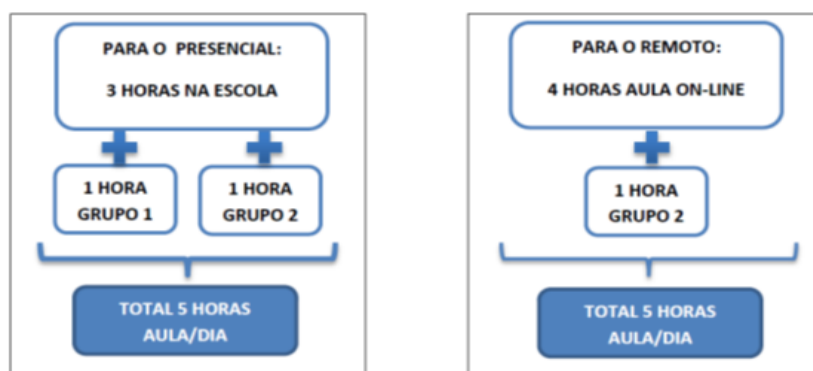 PARA O PRESENCIAL:
3 HORAS NA ESCOLA
1 HORA
GRUPO 1
1 HORA
GRUPO 2
TOTAL 5 HORAS
AULA/DIA
PARA O REMOTO:
4 HORAS AULA ON-LINE
1 HORA
GRUPO 2
TOTAL 5 HORAS
AULA/DIA